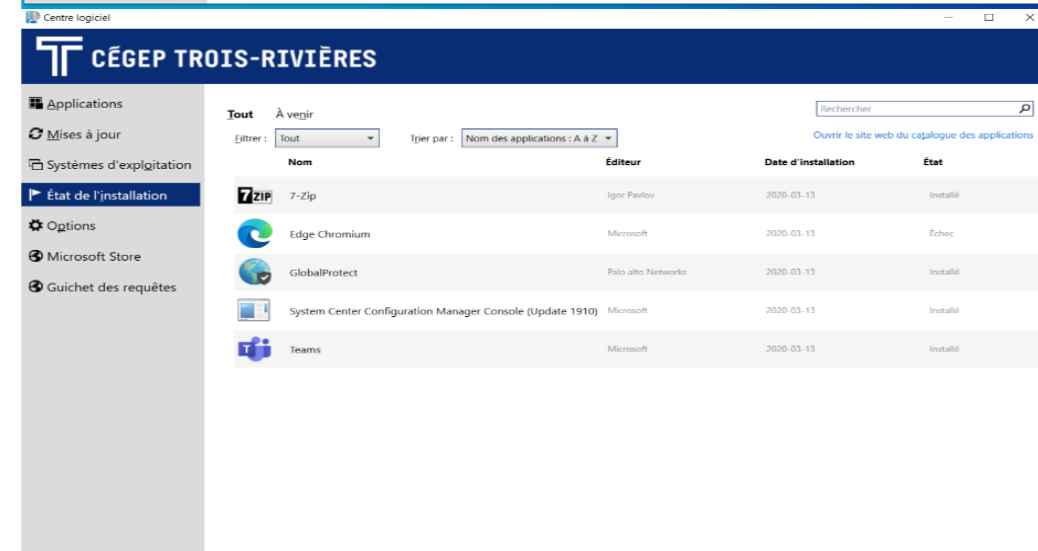 Centre logiciel
CÉGEP TROIS-RIVIÈRES
Applications
Mises à jour
Systèmes d'exploitation
État de l'installation
Options
Microsoft Store
Guichet des requêtes
Tout À venir
Rechercher
Filtrer : Tout Trier par : Nom des applications : A à Z
Ouvrir le site web du catalogue des applications
Nom Éditeur Date d'installation État
7 ZIP 7-Zip Igor Pavlov 2020-03-13 Installé
Edge Chromium Microsoft 2020-03-13 Échec
GlobalProtect Palo alto Networks 2020-03-13 Installé
System Center Configuration Manager Console (Update 1910) Microsoft 2020-03-13 Installé
T Teams Microsoft 2020-03-13 Installé